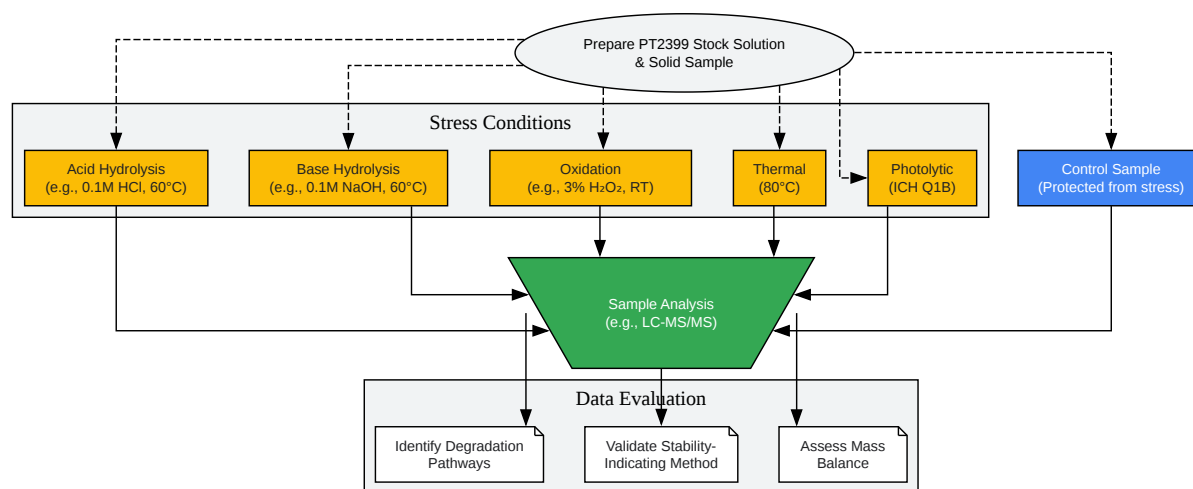 Prepare PT2399 Stock Solution
& Solid Sample
Stress Conditions
Acid Hydrolysis
(e.g., 0.1M HCl, 60°C)
Base Hydrolysis
(e.g., 0.1M NaOH, 60°C)
Oxidation
(e.g., 3% H₂O₂, RT)
Thermal
(80°C)
Photolytic
(ICH Q1B)
Control Sample
(Protected from stress)
Sample Analysis
(e.g., LC-MS/MS)
Data Evaluation
Identify Degradation
Pathways
Validate Stability-
Indicating Method
Assess Mass
Balance